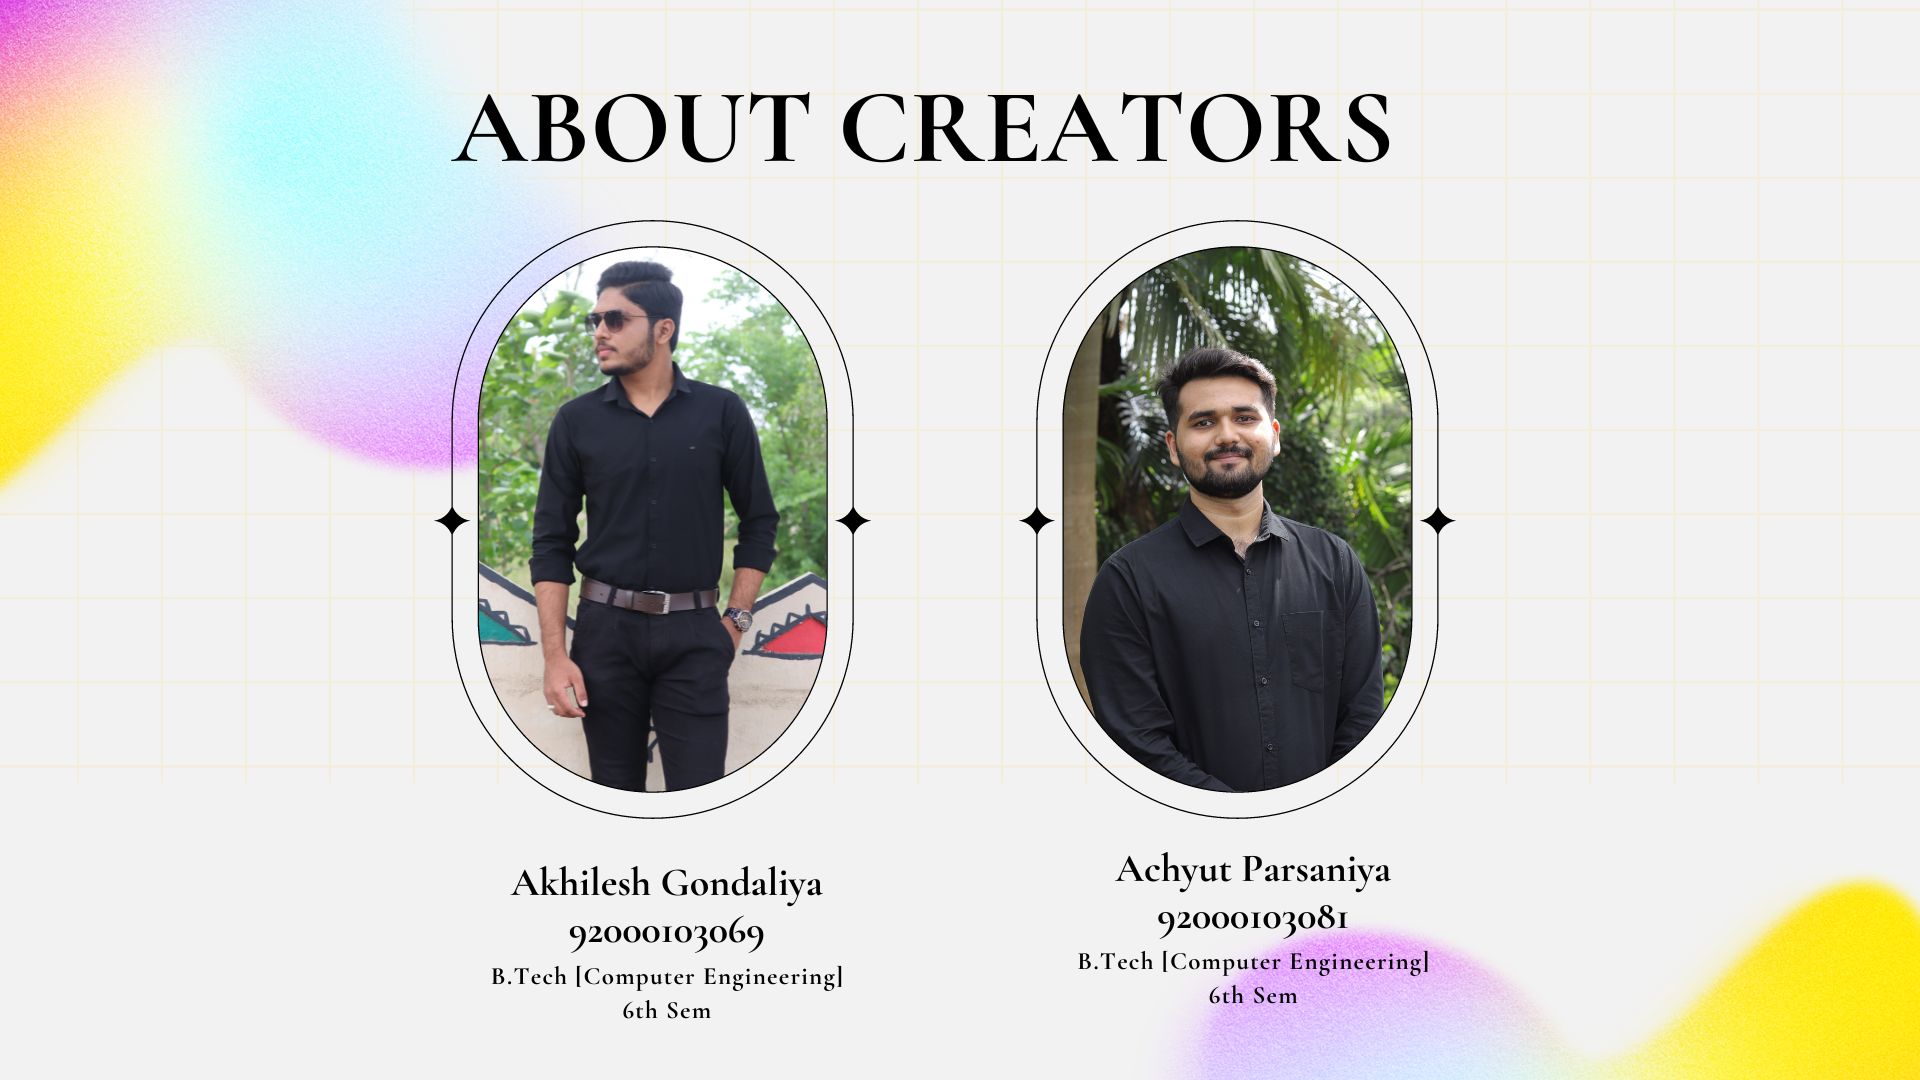 ABOUT CREATORS
Akhilesh Gondaliya
92000103069
B.Tech [Computer Engineering]
6th Sem
Achyut Parsaniya
92000103081
B.Tech [Computer Engineering]
6th Sem